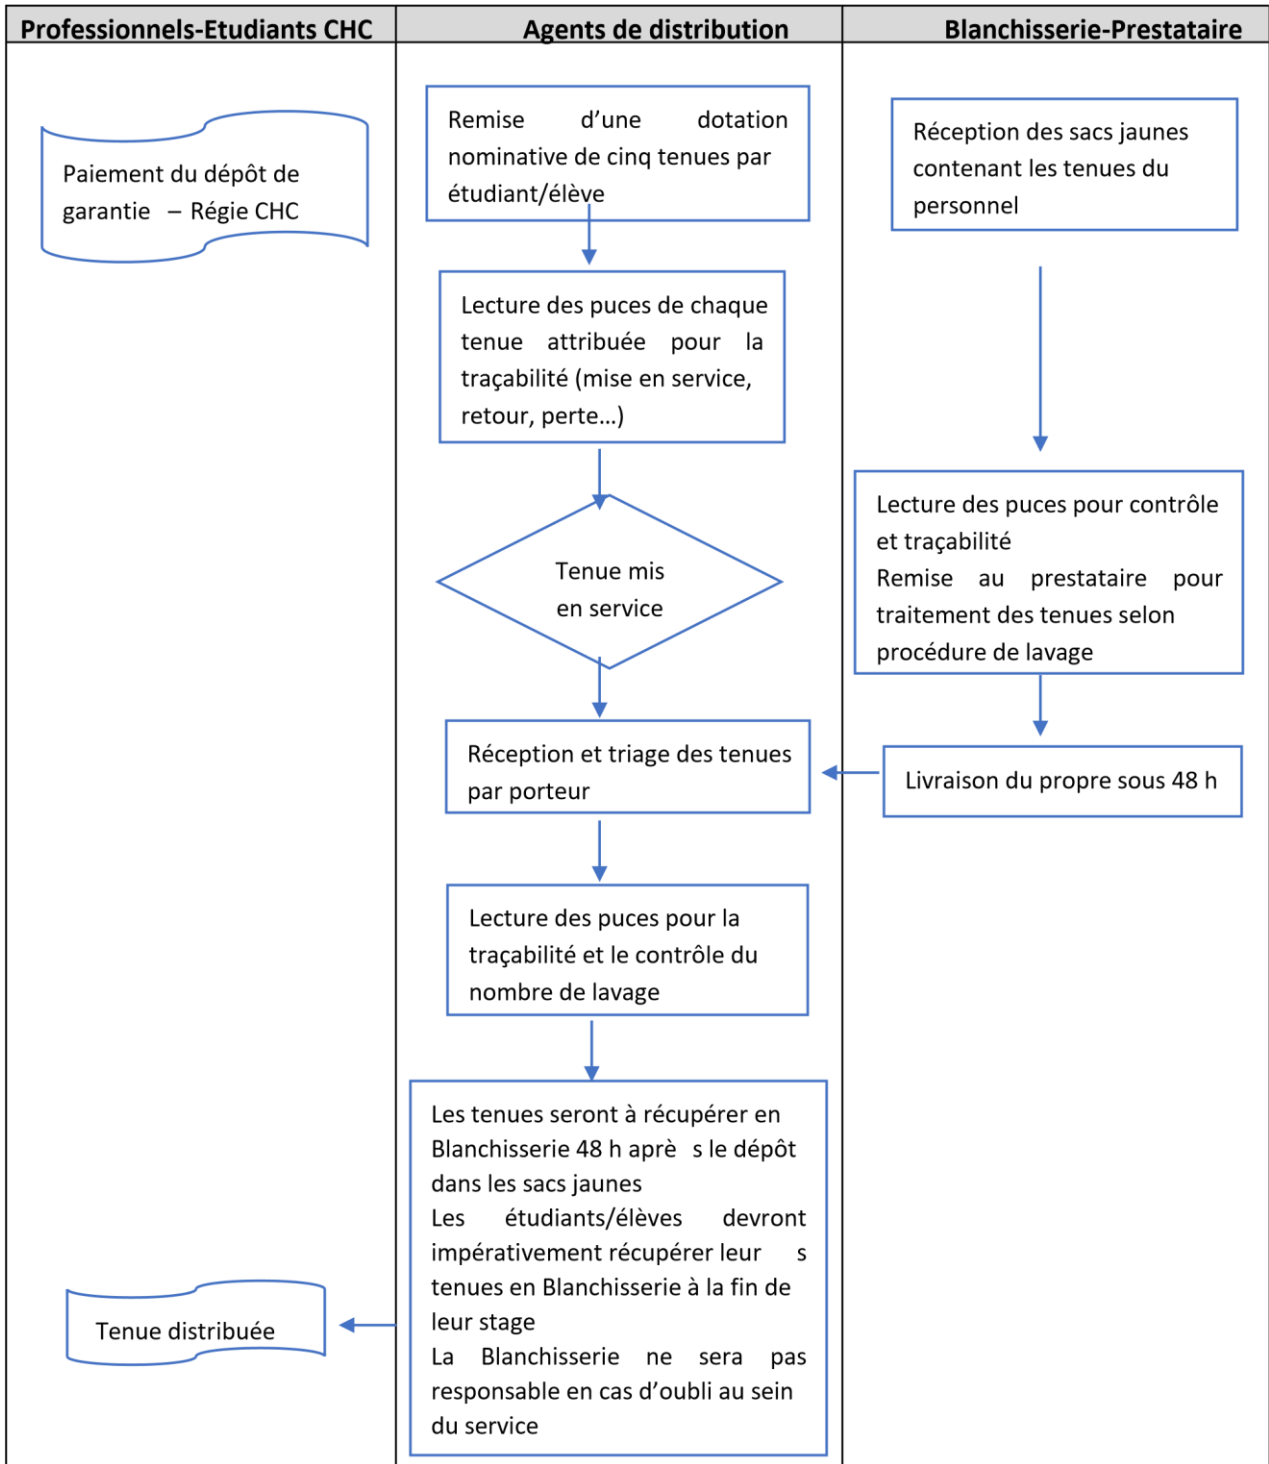 Professionnels-Etudiants CHC
Agents de distribution
Blanchisserie-Prestataire
Paiement du dépôt de
garantie – Régie CHC
Remise d’une dotation
nominative de cinq tenues par
étudiant/élève
Réception des sacs jaunes
contenant les tenues du
personnel
Lecture des puces de chaque
tenue attribuée pour la
traçabilité (mise en service,
retour, perte…)
Lecture des puces pour contrôle
et traçabilité
Remise au prestataire pour
traitement des tenues selon
procédure de lavage
Tenue mis
en service
Réception et triage des tenues
par porteur
Livraison du propre sous 48 h
Lecture des puces pour la
traçabilité et le contrôle du
nombre de lavage
Les tenues seront à récupérer en
Blanchisserie 48 h aprè s le dépôt
dans les sacs jaunes
Les étudiants/élèves devront
impérativement récupérer leur s
tenues en Blanchisserie à la fin de
leur stage
La Blanchisserie ne sera pas
responsable en cas d’oubli au sein
du service
Tenue distribuée